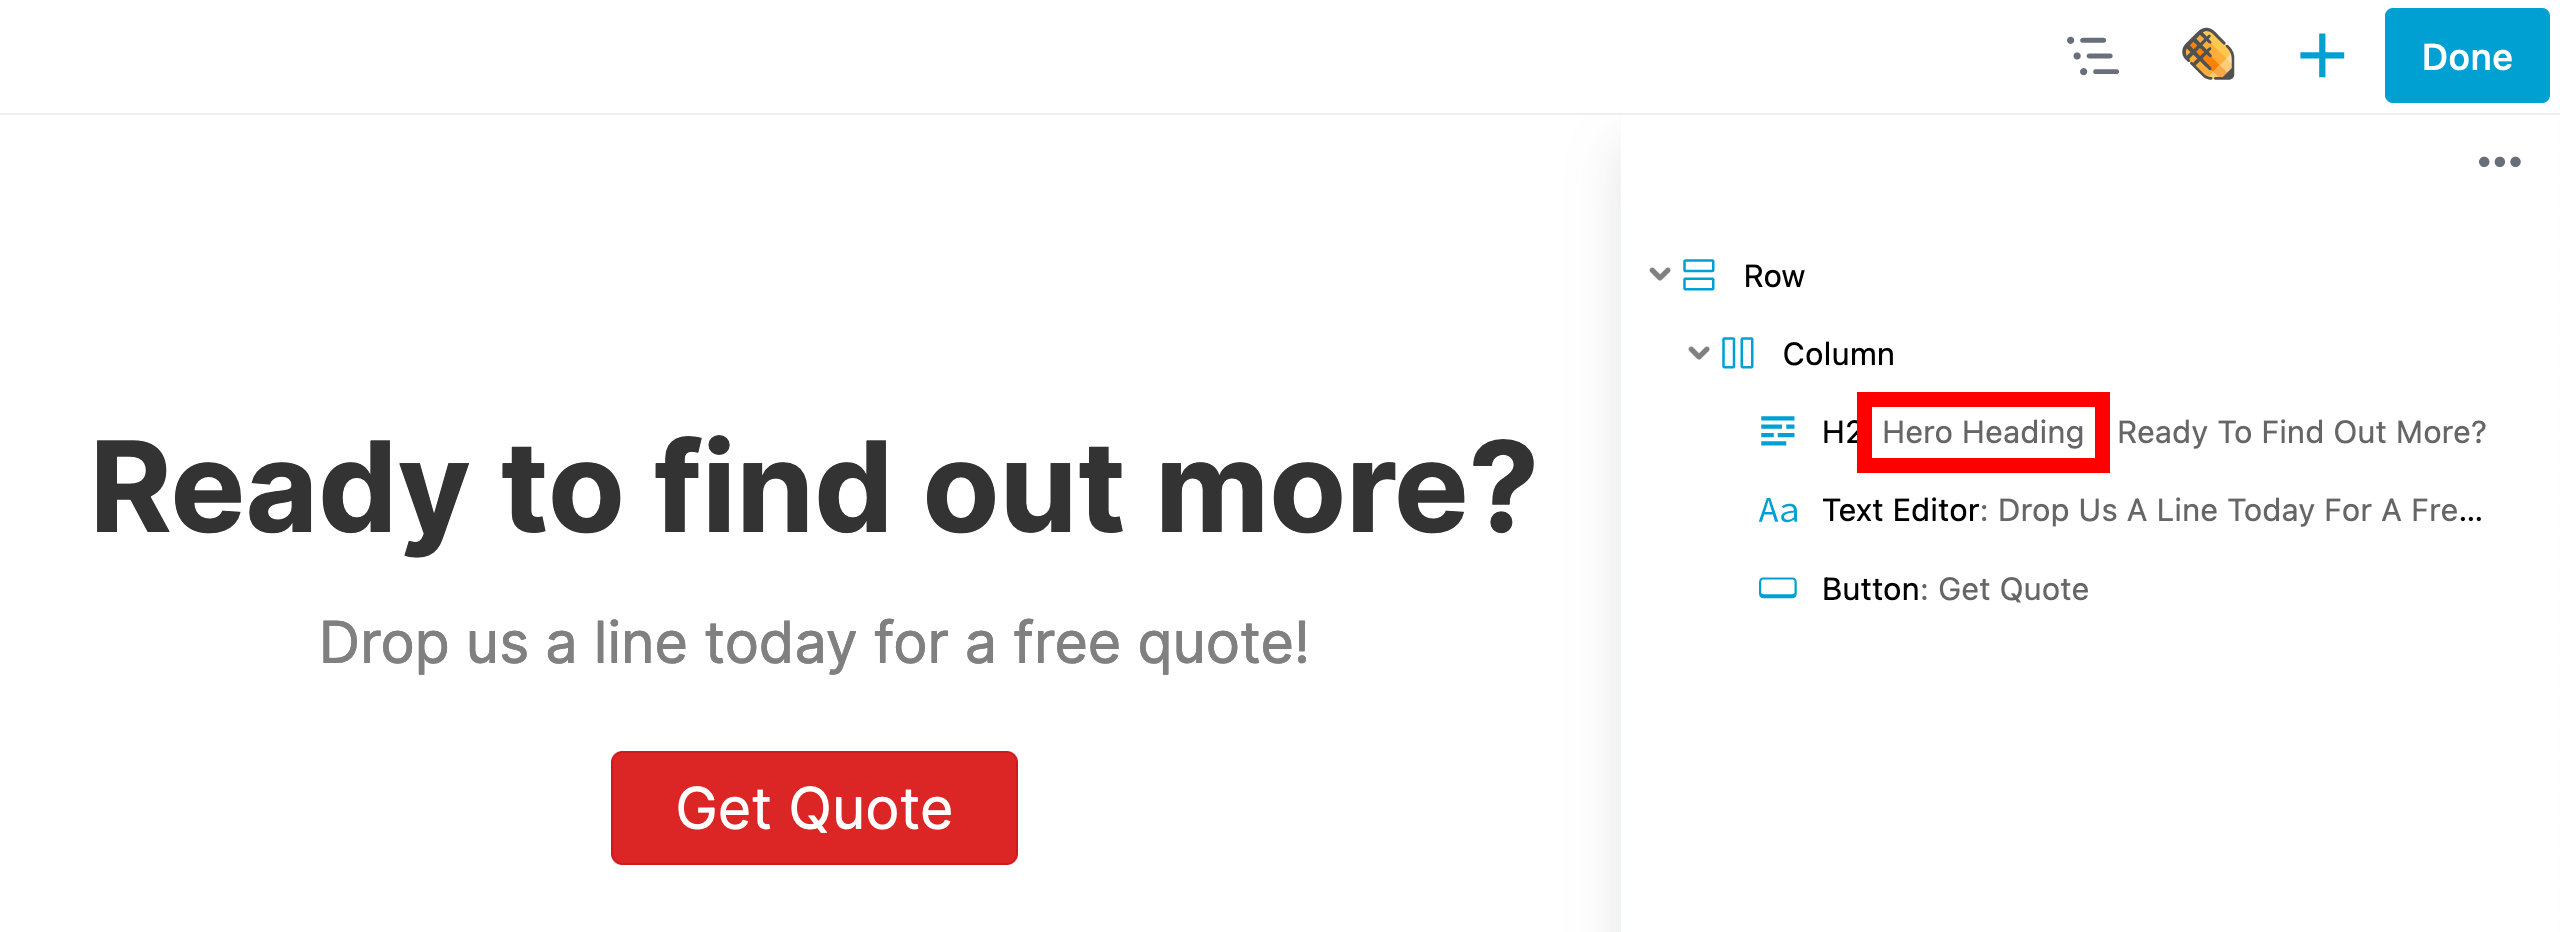 Done
Ready to find out more?
Drop us a line today for a free quote!
Get Quote
Row
Column
H2 Hero Heading Ready To Find Out More?
Text Editor: Drop Us A Line Today For A Fre...
Button: Get Quote